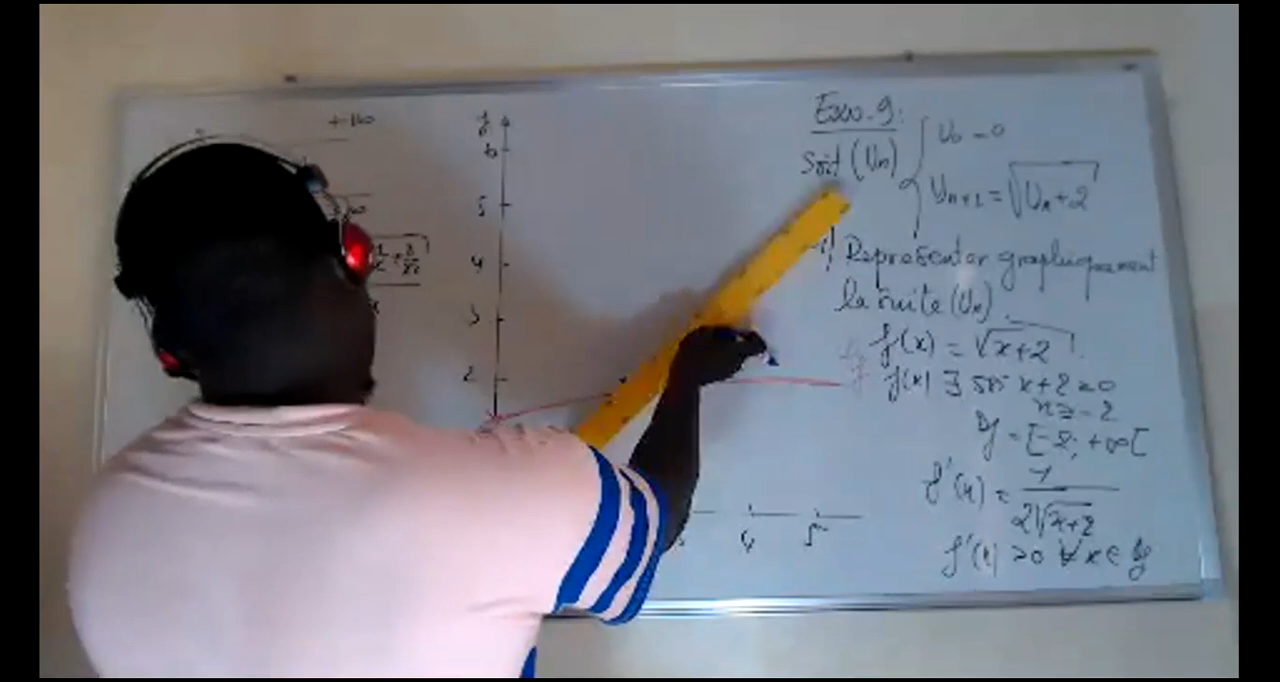 +∞
y
6
5
4
3
2
4
5
Exo.9:
Soit (Un) { U0 = 0
Un+1 = √(Un+2)
1) Représenter graphiquement
la suite (Un).
f(x) = √(x+2)
f(x) ∃ ssi x+2≥0
x ≥ -2
Df = [-2; +∞[
f'(x) = 1/(2√(x+2))
f'(x) >0 ∀x∈Df